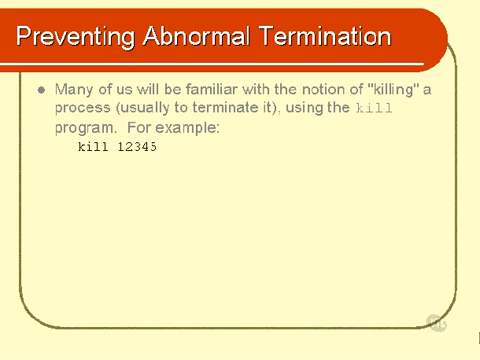 Preventing Abnormal Termination
Many of us will be familiar with the notion of "killing" a
process (usually to terminate it), using the kill
program. For example:
kill 12345